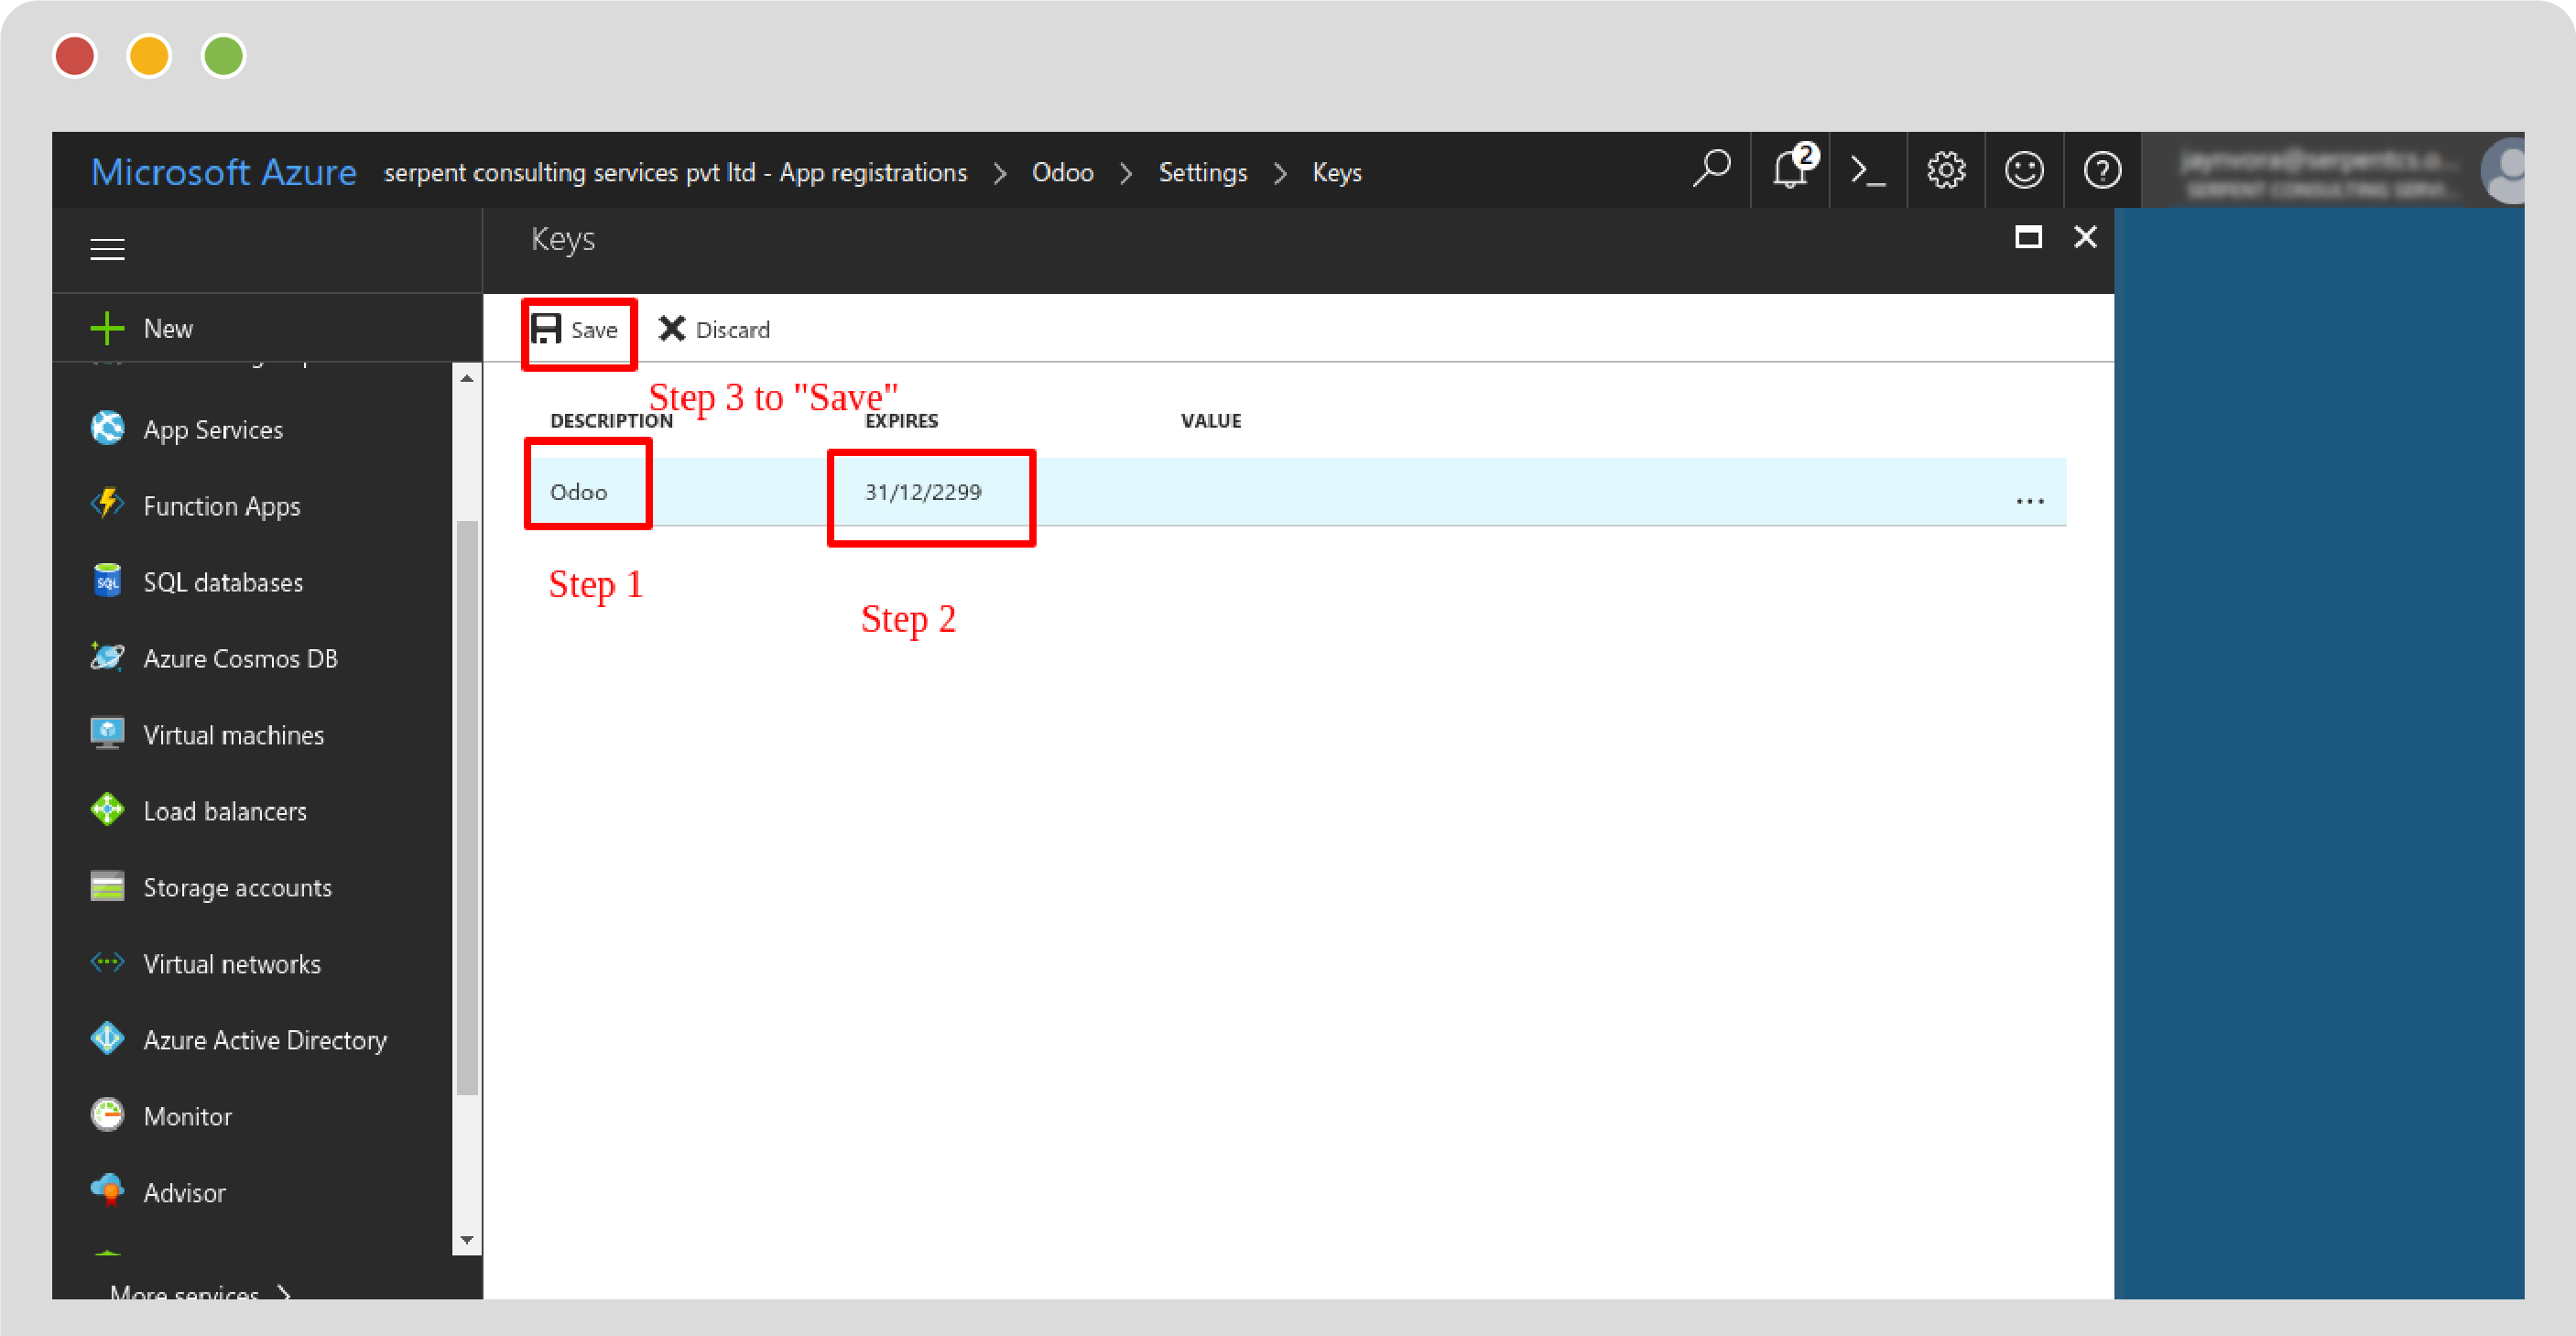 Microsoft Azure serpent consulting services pvt ltd - App registrations > Odoo > Settings > Keys
2
Keys
New
Save Discard
Step 3 to "Save"
DESCRIPTION EXPIRES VALUE
Odoo 31/12/2299 ...
Step 1
Step 2
App Services
Function Apps
SQL databases
Azure Cosmos DB
Virtual machines
Load balancers
Storage accounts
Virtual networks
Azure Active Directory
Monitor
Advisor
More services >